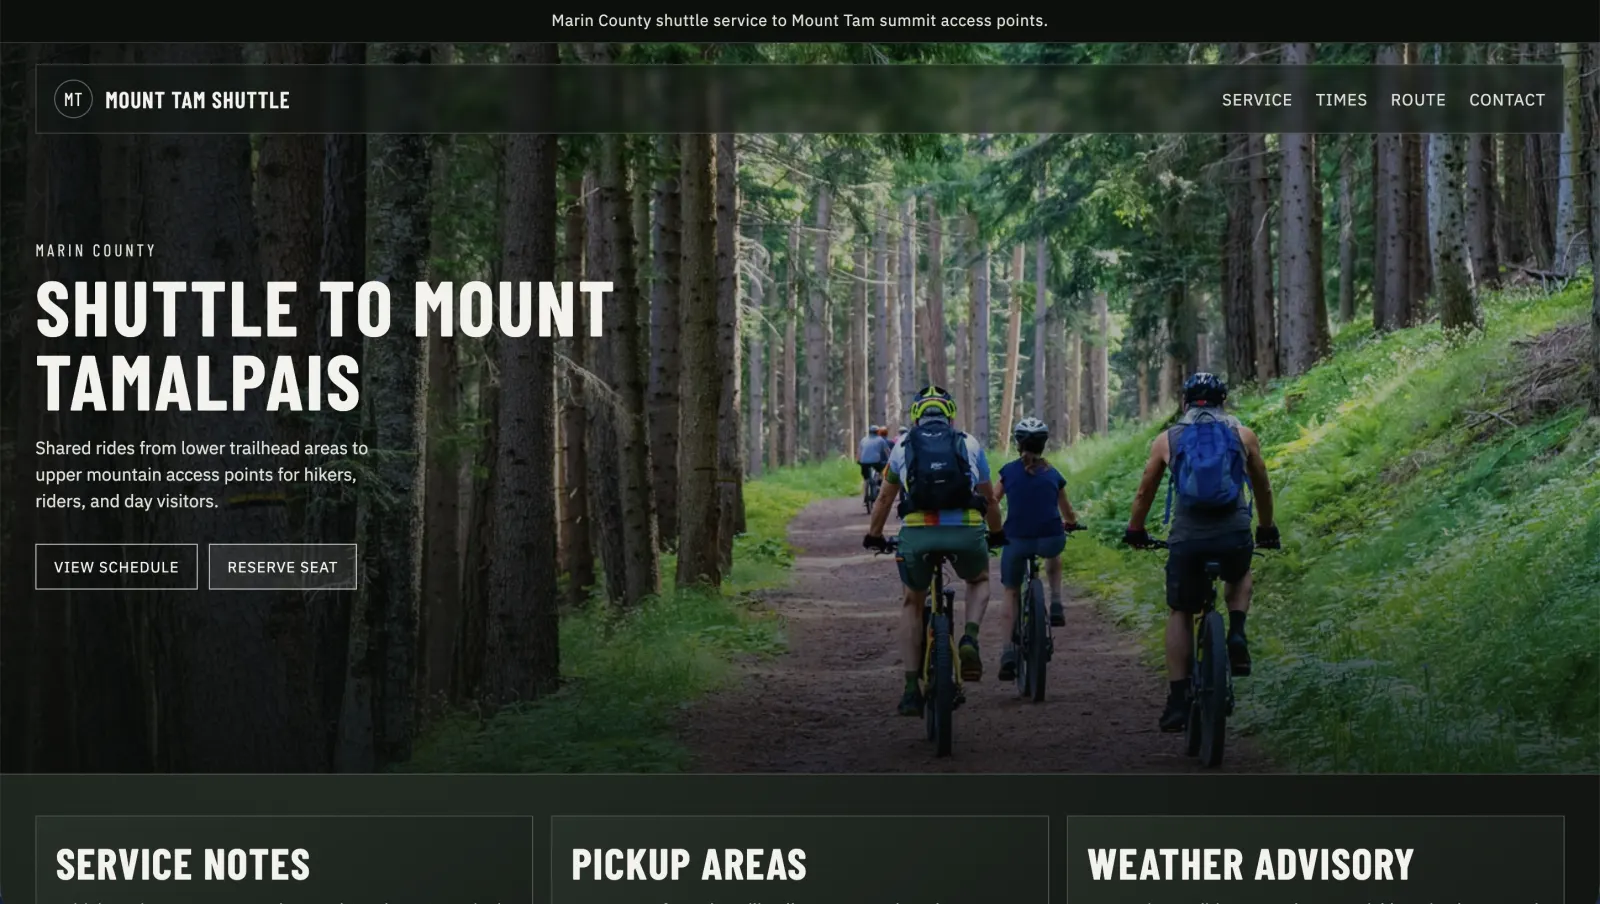 Marin County shuttle service to Mount Tam summit access points.
MT MOUNT TAM SHUTTLE
SERVICE TIMES ROUTE CONTACT
MARIN COUNTY
SHUTTLE TO MOUNT
TAMALPAIS
Shared rides from lower trailhead areas to
upper mountain access points for hikers,
riders, and day visitors.
VIEW SCHEDULE RESERVE SEAT
SERVICE NOTES
PICKUP AREAS
WEATHER ADVISORY